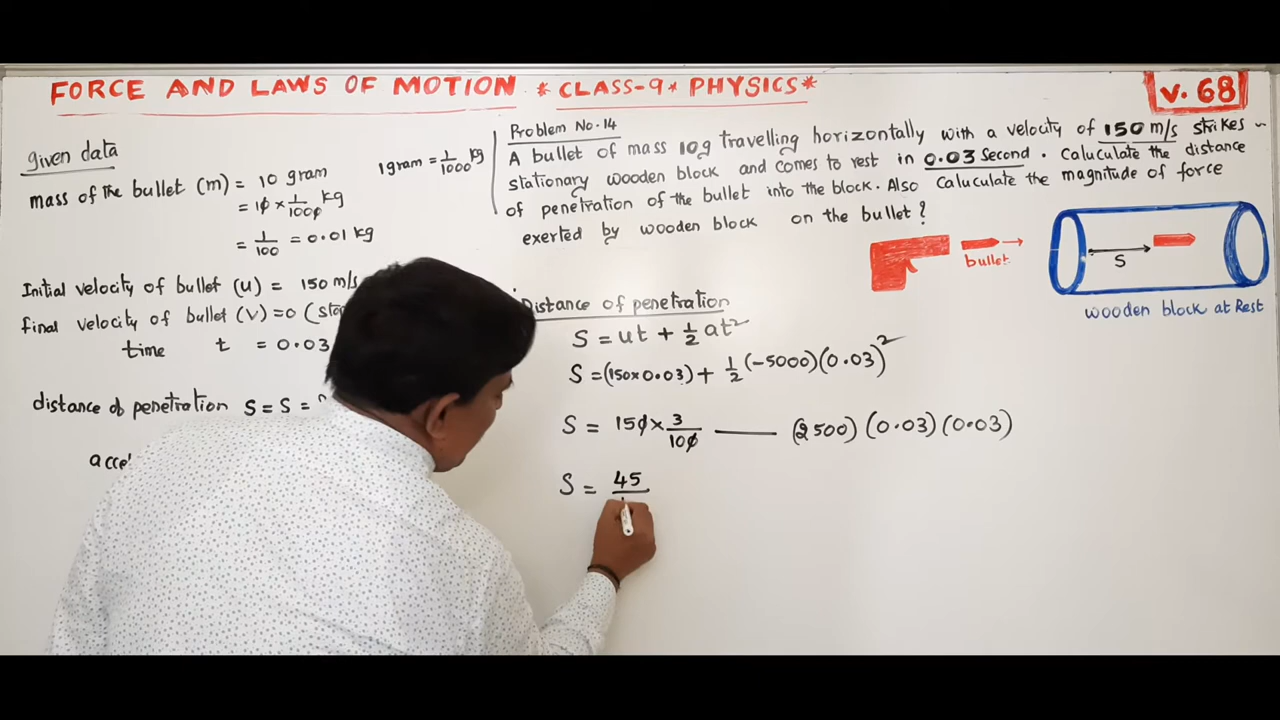 FORCE AND LAWS OF MOTION * CLASS-9 * PHYSICS*
V. 68
given data
mass of the bullet (m) = 10 gram
= 10 × 1/1000 kg
= 1/100 = 0.01 kg
1 gram = 1/1000 kg
Initial velocity of bullet (u) = 150 m/s
final velocity of bullet (v) = 0
time t = 0.03
distance of penetration S = S =
Problem No. 14
A bullet of mass 10g travelling horizontally with a velocity of 150 m/s strikes
stationary wooden block and comes to rest in 0.03 Second. Caluculate the distance
of penetration of the bullet into the block. Also Caluculate the magnitude of force
exerted by wooden block on the bullet?
bullet
S
wooden block at Rest
Distance of penetration
S = ut + 1/2 at²
S = (150×0.03) + 1/2 (-5000)(0.03)²
S = 150 × 3/100 — (2500)(0.03)(0.03)
S = 45